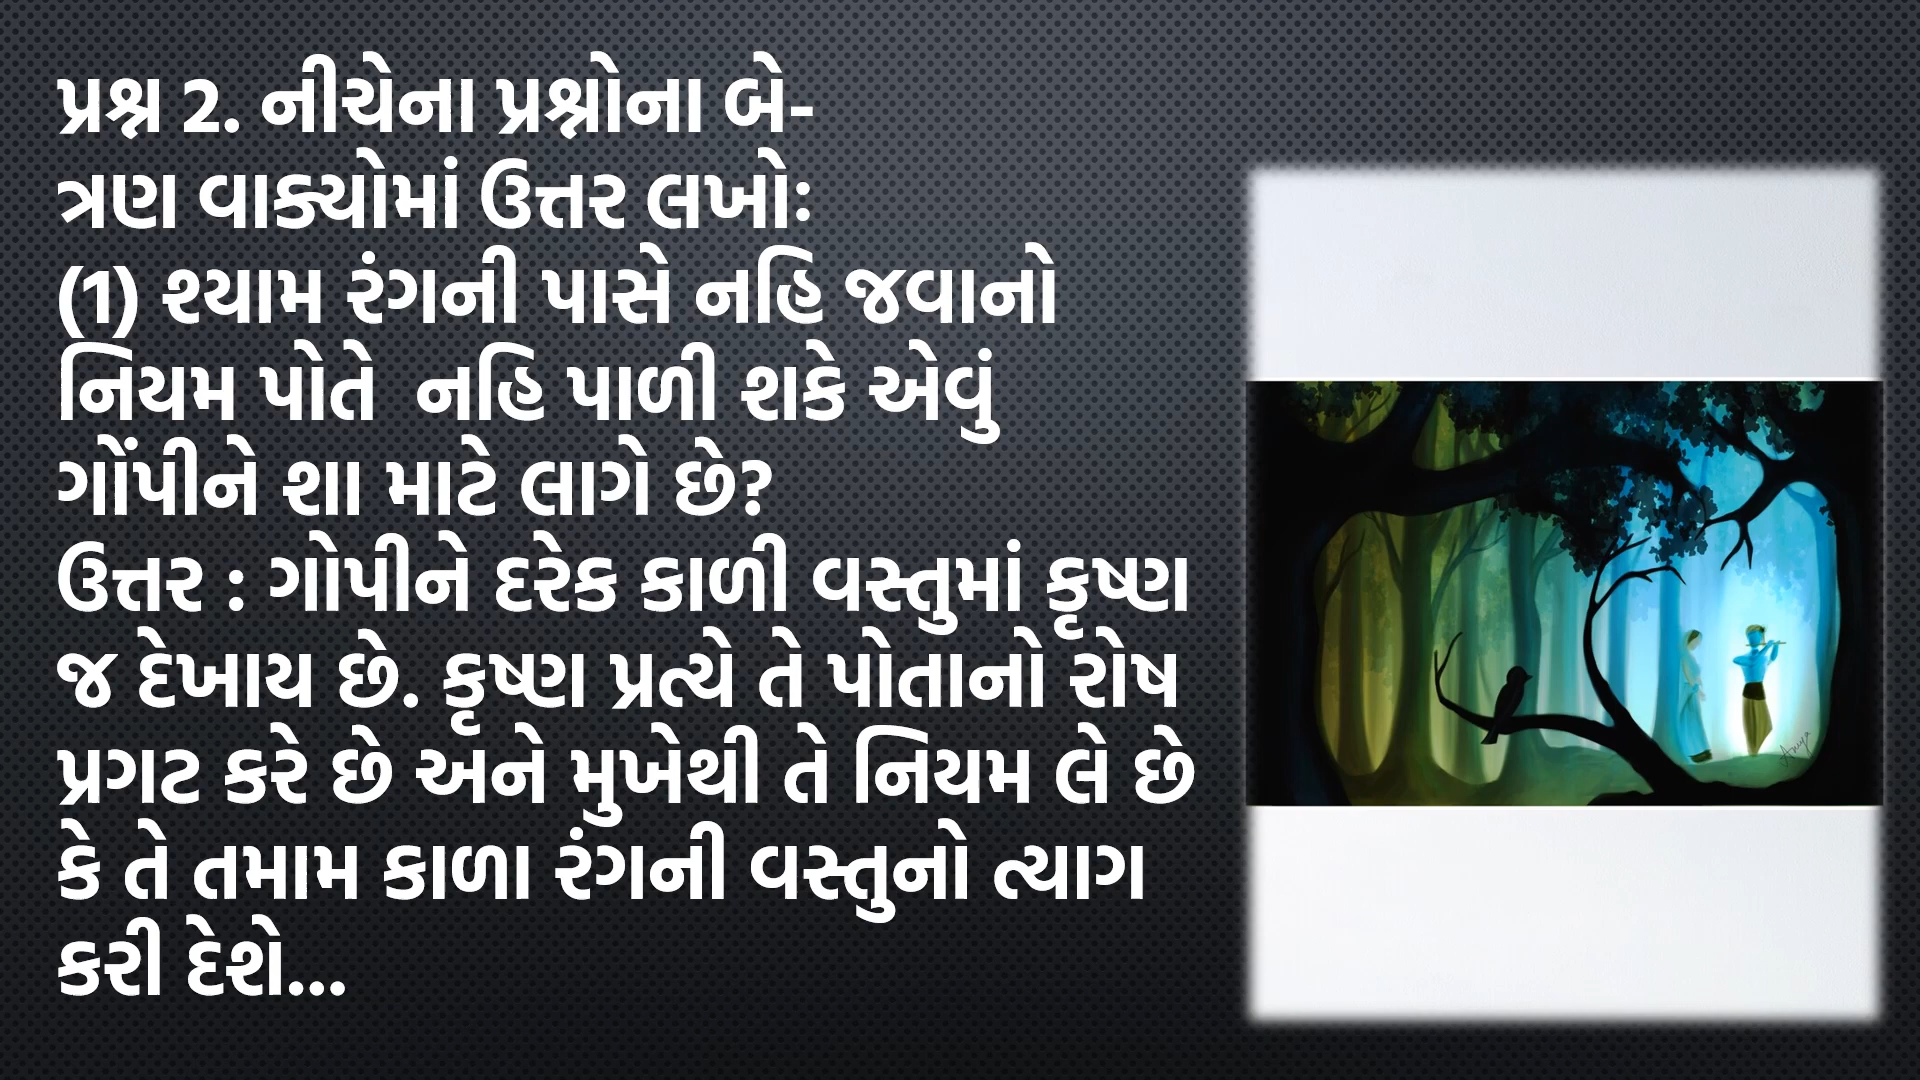 પ્રશ્ન 2. નીચેના પ્રશ્નોના બે-
ત્રણ વાક્યોમાં ઉત્તર લખોઃ
(1) શ્યામ રંગની પાસે નહિ જવાનો
નિયમ પોતે  નહિ પાળી શકે એવું
ગોંપીને શા માટે લાગે છે?
ઉત્તર : ગોપીને દરેક કાળી વસ્તુમાં કૃષ્ણ
જ દેખાય છે. કૃષ્ણ પ્રત્યે તે પોતાનો રોષ
પ્રગટ કરે છે અને મુખેથી તે નિયમ લે છે
કે તે તમામ કાળા રંગની વસ્તુનો ત્યાગ
કરી દેશે...